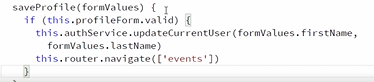 saveProfile(formValues) {
if (this.profileForm.valid) {
this.authService.updateCurrentUser(formValues.firstName,
formValues.lastName)
this.router.navigate(['events'])
}